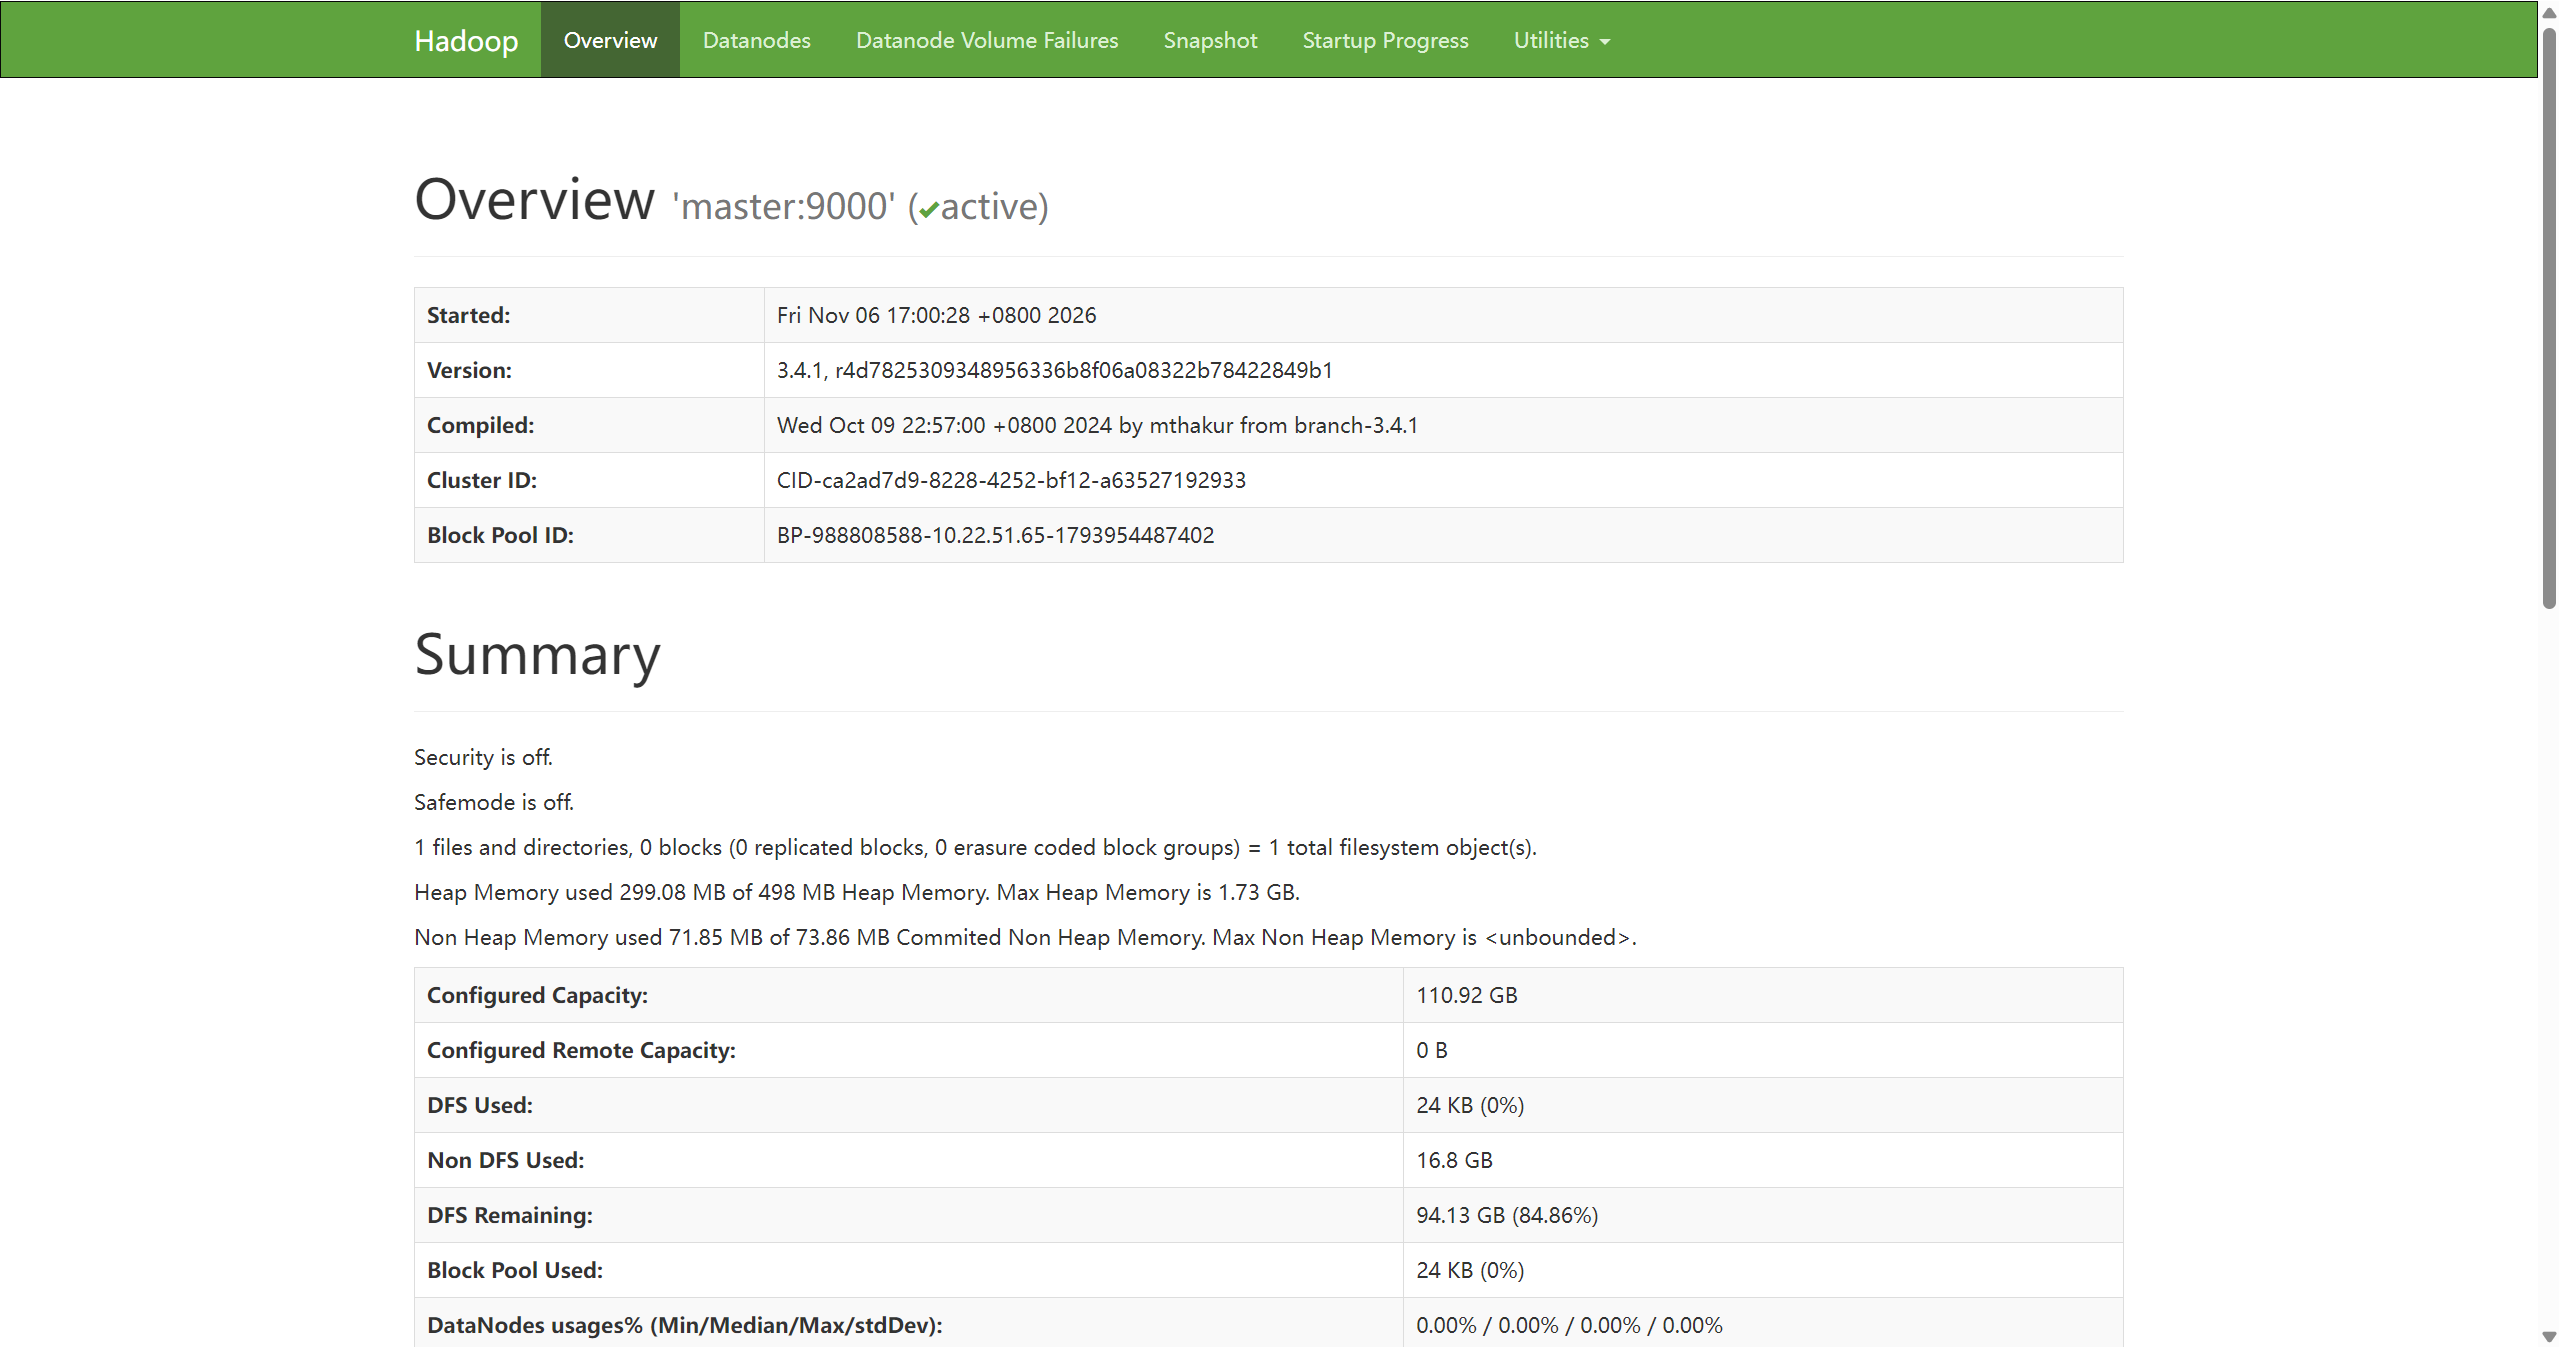 Hadoop Overview Datanodes Datanode Volume Failures Snapshot Startup Progress Utilities
Overview 'master:9000' (✔active)
Started: Fri Nov 06 17:00:28 +0800 2026
Version: 3.4.1, r4d7825309348956336b8f06a08322b78422849b1
Compiled: Wed Oct 09 22:57:00 +0800 2024 by mthakur from branch-3.4.1
Cluster ID: CID-ca2ad7d9-8228-4252-bf12-a63527192933
Block Pool ID: BP-988808588-10.22.51.65-1793954487402
Summary
Security is off.
Safemode is off.
1 files and directories, 0 blocks (0 replicated blocks, 0 erasure coded block groups) = 1 total filesystem object(s).
Heap Memory used 299.08 MB of 498 MB Heap Memory. Max Heap Memory is 1.73 GB.
Non Heap Memory used 71.85 MB of 73.86 MB Commited Non Heap Memory. Max Non Heap Memory is <unbounded>.
Configured Capacity: 110.92 GB
Configured Remote Capacity: 0 B
DFS Used: 24 KB (0%)
Non DFS Used: 16.8 GB
DFS Remaining: 94.13 GB (84.86%)
Block Pool Used: 24 KB (0%)
DataNodes usages% (Min/Median/Max/stdDev): 0.00% / 0.00% / 0.00% / 0.00%